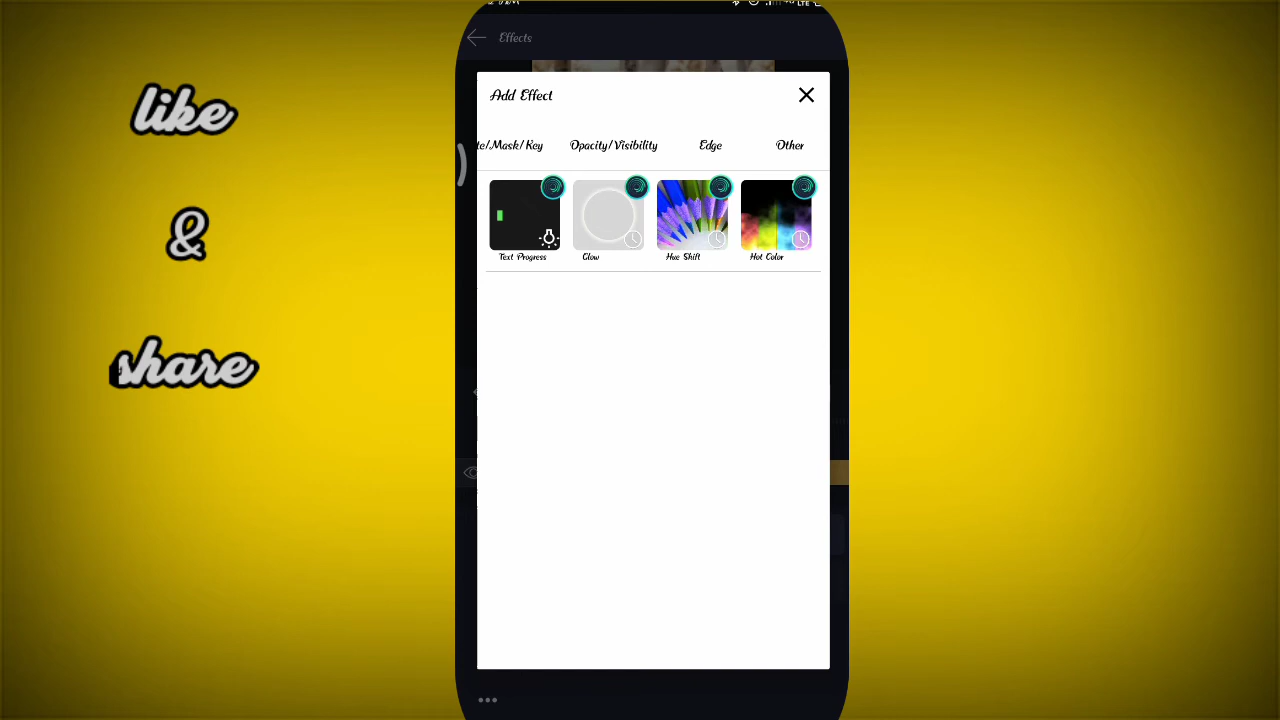 like
&
share
Effects
Add Effect
te/Mask/Key Opacity/Visibility Edge Other
Text Progress Glow Hue Shift Hot Color
LTE